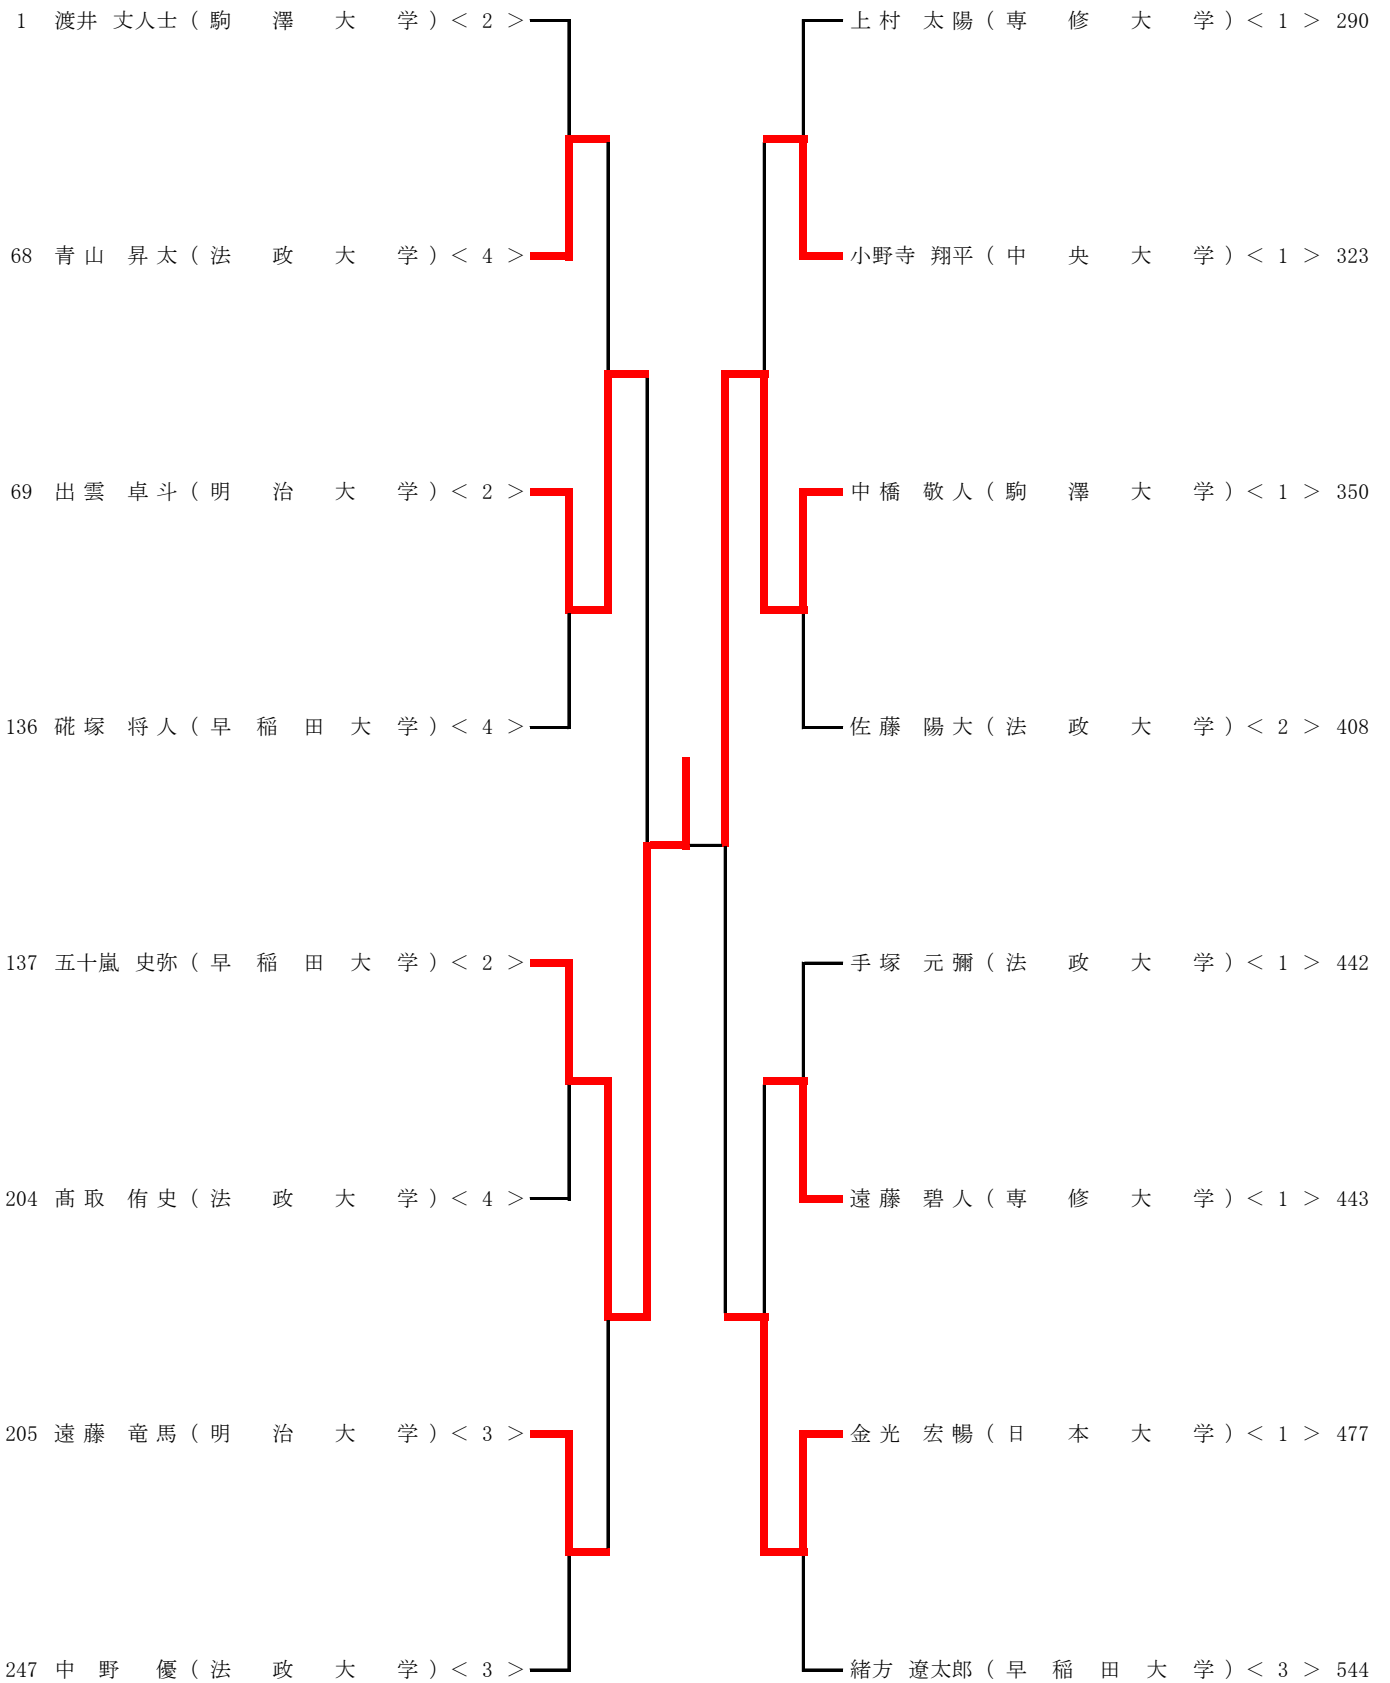 1 渡井 丈人士 ( 駒 澤 大 学 ) < 2 >
68 青山 昇太 ( 法 政 大 学 ) < 4 >
69 出雲 卓斗 ( 明 治 大 学 ) < 2 >
136 硴塚 将人 ( 早 稲 田 大 学 ) < 4 >
137 五十嵐 史弥 ( 早 稲 田 大 学 ) < 2 >
204 髙取 侑史 ( 法 政 大 学 ) < 4 >
205 遠藤 竜馬 ( 明 治 大 学 ) < 3 >
247 中野 優 ( 法 政 大 学 ) < 3 >
上村 太陽 ( 専 修 大 学 ) < 1 > 290
小野寺 翔平 ( 中 央 大 学 ) < 1 > 323
中橋 敬人 ( 駒 澤 大 学 ) < 1 > 350
佐藤 陽大 ( 法 政 大 学 ) < 2 > 408
手塚 元彌 ( 法 政 大 学 ) < 1 > 442
遠藤 碧人 ( 専 修 大 学 ) < 1 > 443
金光 宏暢 ( 日 本 大 学 ) < 1 > 477
緒方 遼太郎 ( 早 稲 田 大 学 ) < 3 > 544